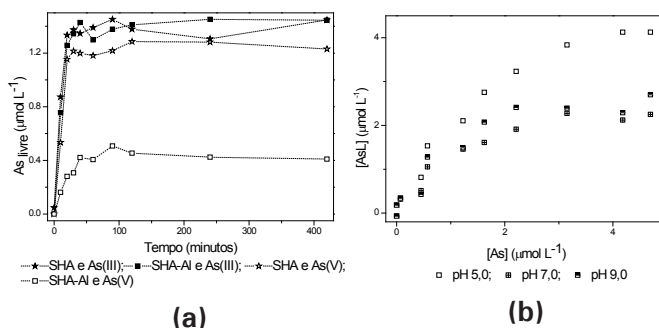 As livre (µmol L⁻¹)
1.6
1.2
0.8
0.4
0.0
0 100 200 300 400
Tempo (minutos)
SHA e As(III); SHA-Al e As(III); SHA e As(V);
SHA-Al e As(V)
(a)
[AsL] (µmol L⁻¹)
4
2
0
0 2 4
[As] (µmol L⁻¹)
pH 5,0; pH 7,0; pH 9,0
(b)